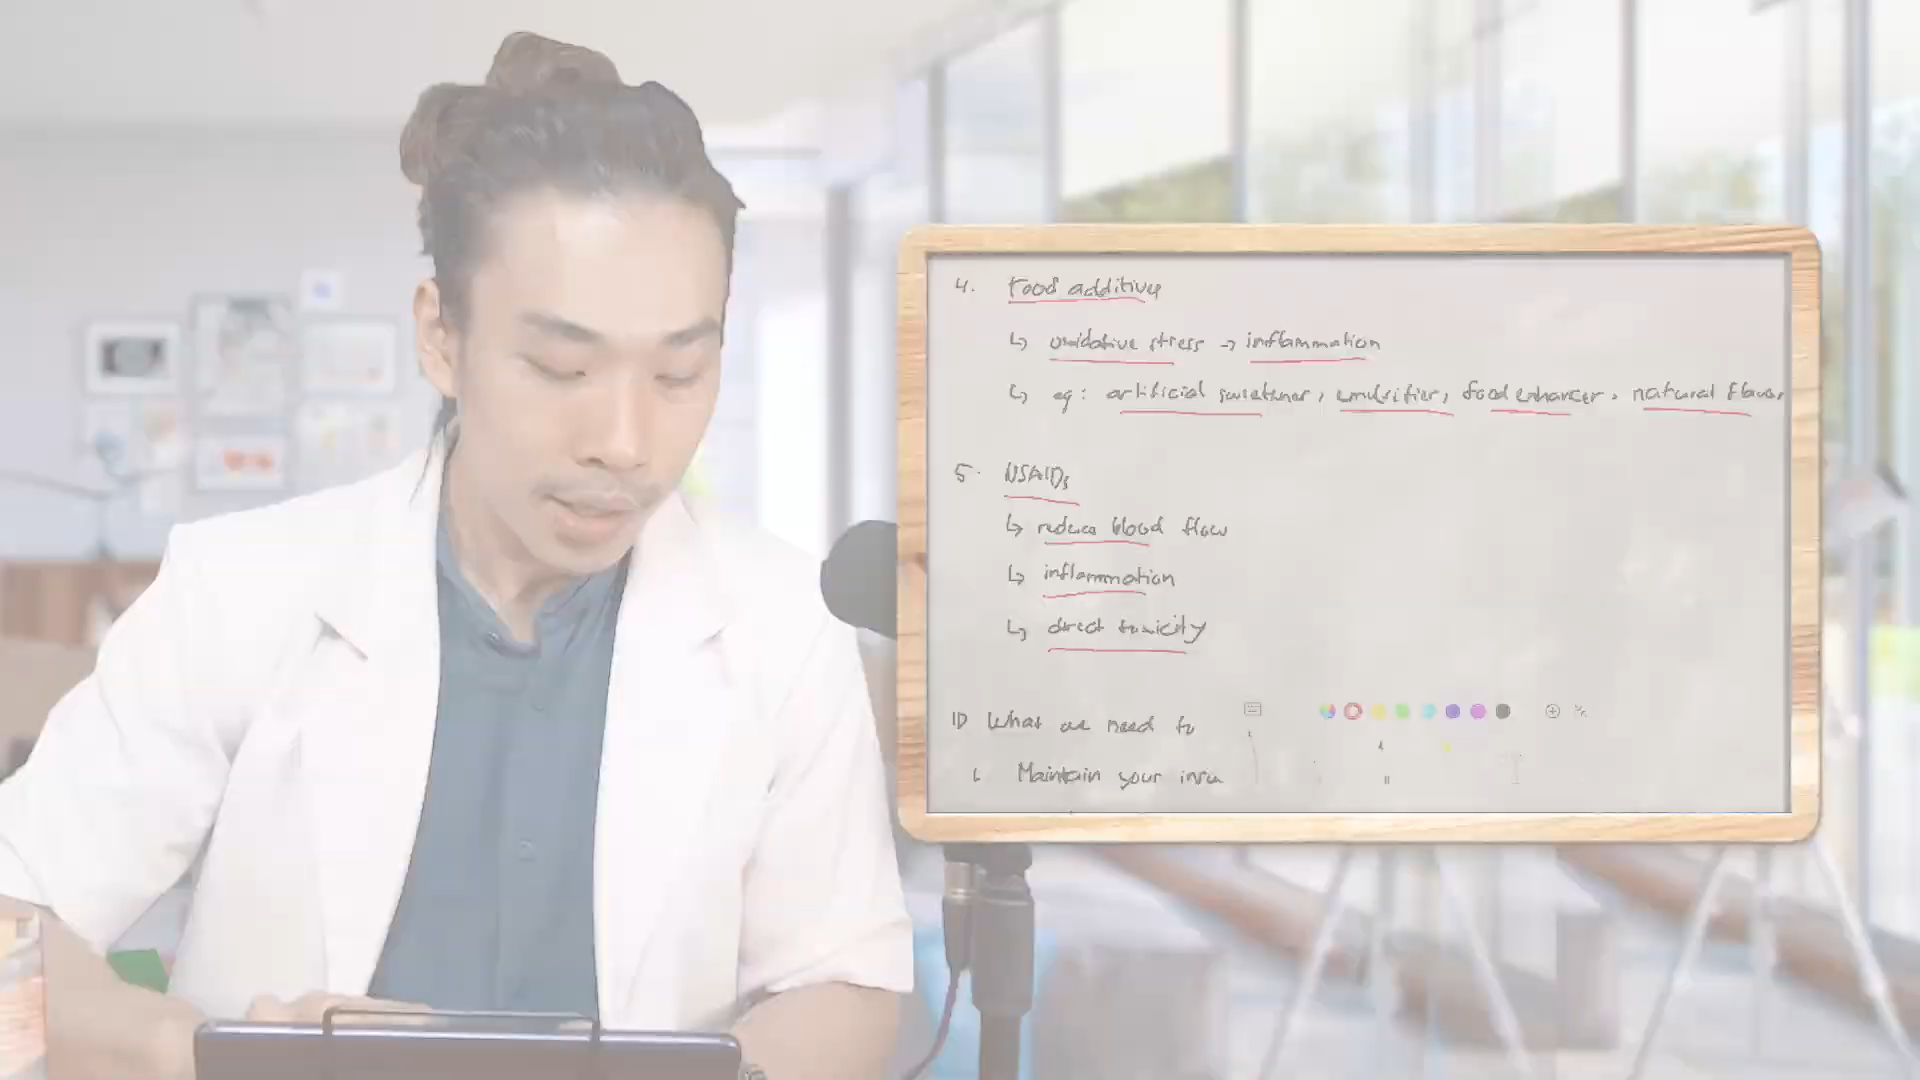 4. Food additives
↳ oxidative stress → inflammation
↳ eg: artificial sweetener, emulsifier, food enhancer, natural flavor
5. NSAIDs
↳ reduce blood flow
↳ inflammation
↳ direct toxicity
What we need to
Maintain your